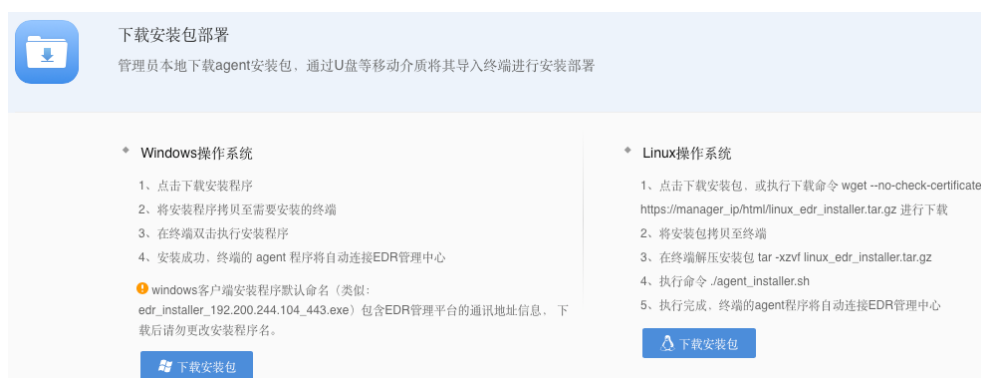 下载安装包部署
管理员本地下载agent安装包，通过U盘等移动介质将其导入终端进行安装部署
Windows操作系统
1、点击下载安装程序
2、将安装程序拷贝至需要安装的终端
3、在终端双击执行安装程序
4、安装成功，终端的 agent 程序将自动连接EDR管理中心
windows客户端安装程序默认命名（类似:
edr_installer_192.200.244.104_443.exe）包含EDR管理平台的通讯地址信息， 下
载后请勿更改安装程序名。
下载安装包
Linux操作系统
1、点击下载安装包，或执行下载命令 wget --no-check-certificate
https://manager_ip/html/linux_edr_installer.tar.gz 进行下载
2、将安装包拷贝至终端
3、在终端解压安装包 tar -xzvf linux_edr_installer.tar.gz
4、执行命令 ./agent_installer.sh
5、执行完成，终端的agent程序将自动连接EDR管理中心
下载安装包